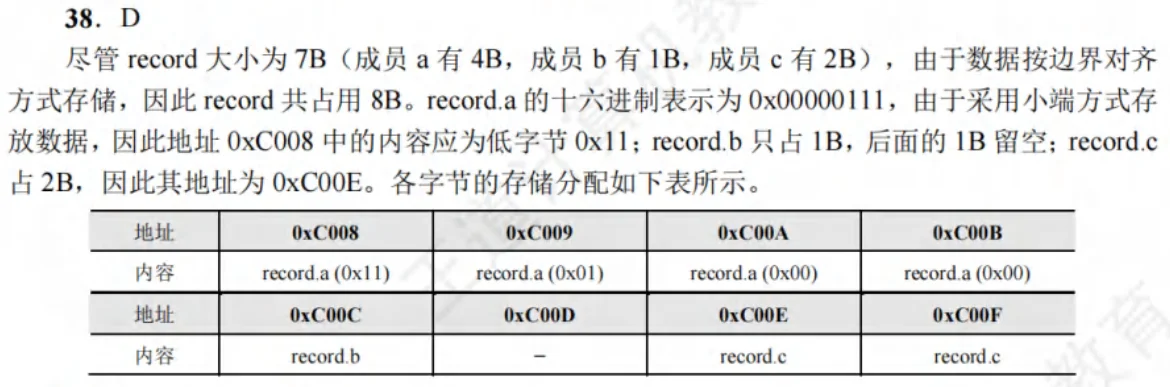 38. D
尽管 record 大小为 7B（成员 a 有 4B，成员 b 有 1B，成员 c 有 2B），由于数据按边界对齐
方式存储，因此 record 共占用 8B。record.a 的十六进制表示为 0x00000111，由于采用小端方式存
放数据，因此地址 0xC008 中的内容应为低字节 0x11；record.b 只占 1B，后面的 1B 留空；record.c
占 2B，因此其地址为 0xC00E。各字节的存储分配如下表所示。
地址 0xC008 0xC009 0xC00A 0xC00B
内容 record.a (0x11) record.a (0x01) record.a (0x00) record.a (0x00)
地址 0xC00C 0xC00D 0xC00E 0xC00F
内容 record.b – record.c record.c